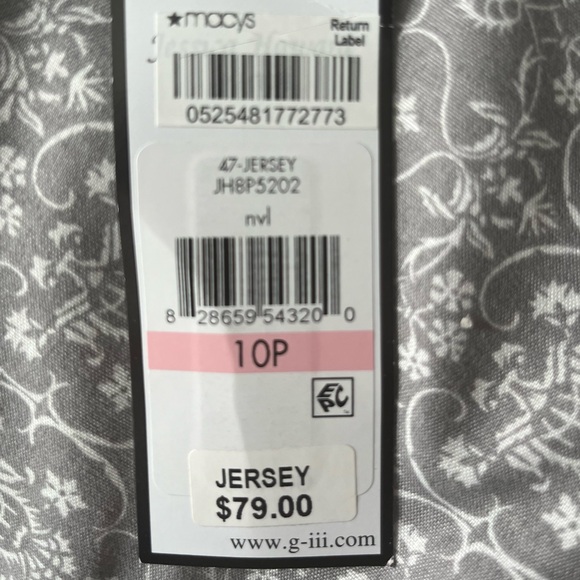 ★macys
Return
Label
0525481772773
47-JERSEY
JH8P5202
nvl
8 28659 54320 0
10P
EPC
JERSEY
$79.00
www.g-iii.com